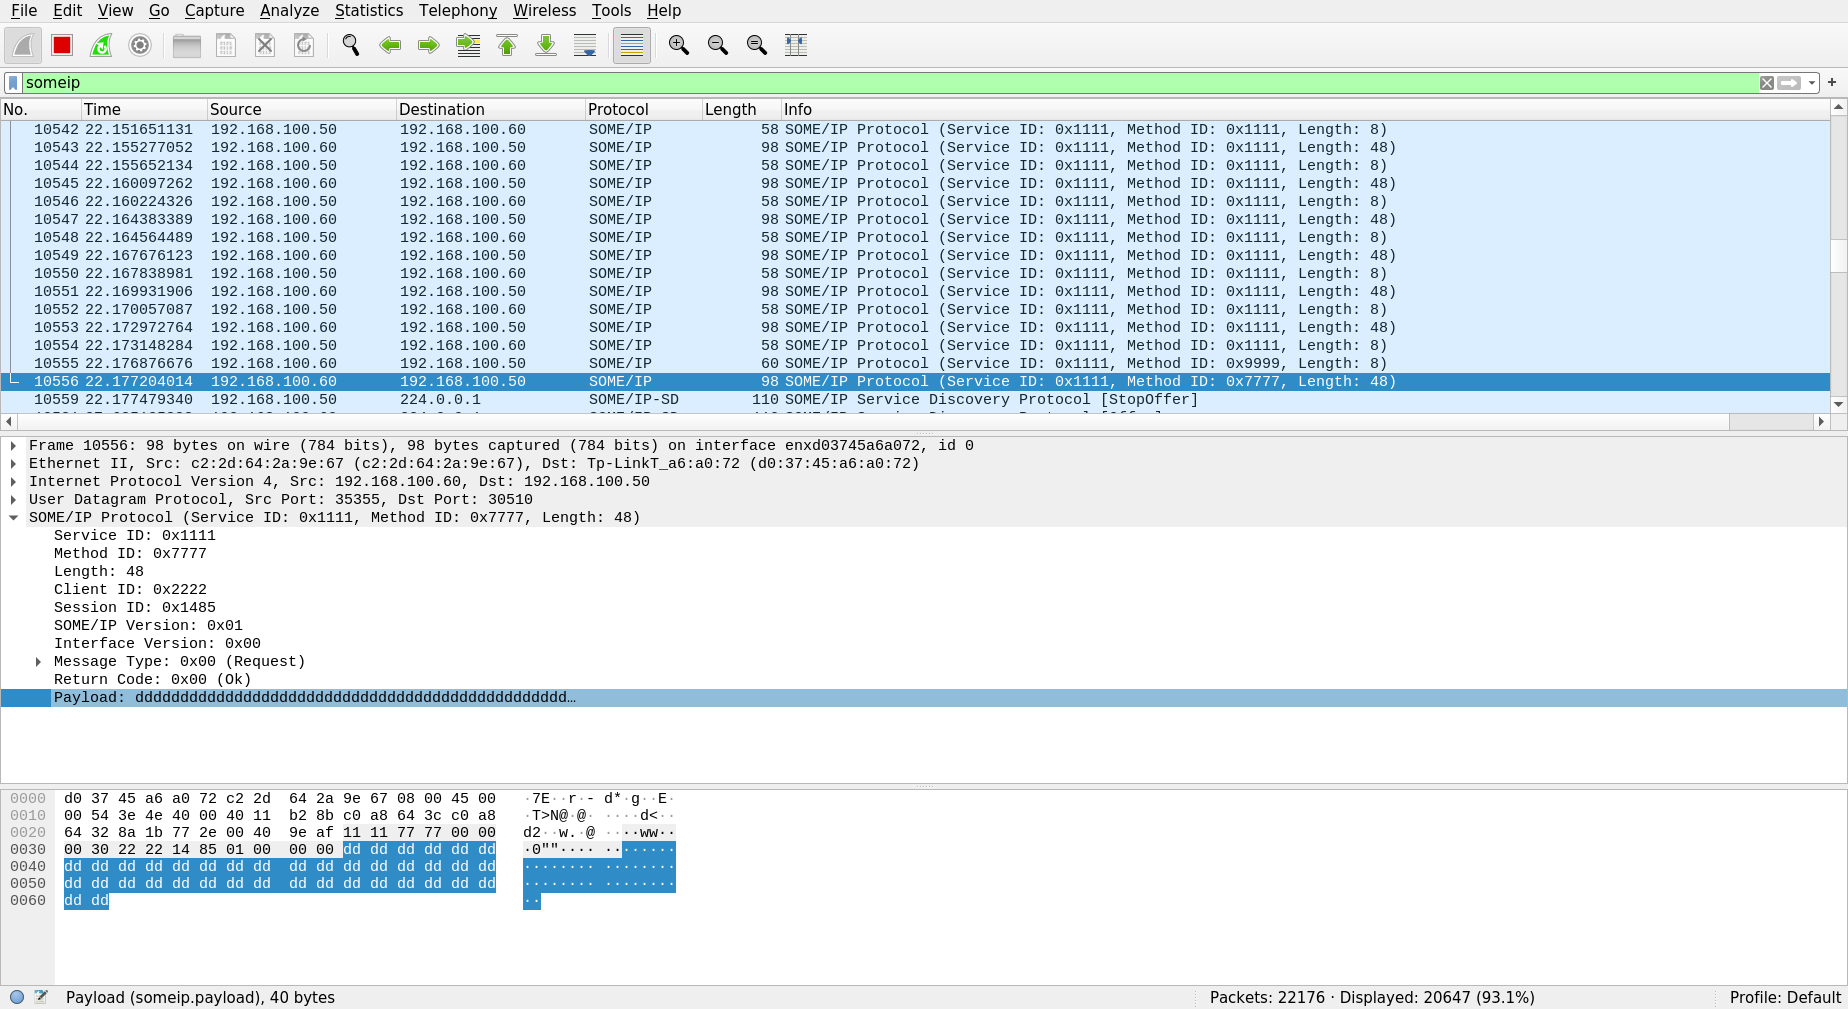 File Edit View Go Capture Analyze Statistics Telephony Wireless Tools Help
someip
No. Time Source Destination Protocol Length Info
10542 22.151651131 192.168.100.50 192.168.100.60 SOME/IP 58 SOME/IP Protocol (Service ID: 0x1111, Method ID: 0x1111, Length: 8)
10543 22.155277052 192.168.100.60 192.168.100.50 SOME/IP 98 SOME/IP Protocol (Service ID: 0x1111, Method ID: 0x1111, Length: 48)
10544 22.155652134 192.168.100.50 192.168.100.60 SOME/IP 58 SOME/IP Protocol (Service ID: 0x1111, Method ID: 0x1111, Length: 8)
10545 22.160097262 192.168.100.60 192.168.100.50 SOME/IP 98 SOME/IP Protocol (Service ID: 0x1111, Method ID: 0x1111, Length: 48)
10546 22.160224326 192.168.100.50 192.168.100.60 SOME/IP 58 SOME/IP Protocol (Service ID: 0x1111, Method ID: 0x1111, Length: 8)
10547 22.164383389 192.168.100.60 192.168.100.50 SOME/IP 98 SOME/IP Protocol (Service ID: 0x1111, Method ID: 0x1111, Length: 48)
10548 22.164564489 192.168.100.50 192.168.100.60 SOME/IP 58 SOME/IP Protocol (Service ID: 0x1111, Method ID: 0x1111, Length: 8)
10549 22.167676123 192.168.100.60 192.168.100.50 SOME/IP 98 SOME/IP Protocol (Service ID: 0x1111, Method ID: 0x1111, Length: 48)
10550 22.167838981 192.168.100.50 192.168.100.60 SOME/IP 58 SOME/IP Protocol (Service ID: 0x1111, Method ID: 0x1111, Length: 8)
10551 22.169931906 192.168.100.60 192.168.100.50 SOME/IP 98 SOME/IP Protocol (Service ID: 0x1111, Method ID: 0x1111, Length: 48)
10552 22.170057087 192.168.100.50 192.168.100.60 SOME/IP 58 SOME/IP Protocol (Service ID: 0x1111, Method ID: 0x1111, Length: 8)
10553 22.172972764 192.168.100.60 192.168.100.50 SOME/IP 98 SOME/IP Protocol (Service ID: 0x1111, Method ID: 0x1111, Length: 48)
10554 22.173148284 192.168.100.50 192.168.100.60 SOME/IP 58 SOME/IP Protocol (Service ID: 0x1111, Method ID: 0x1111, Length: 8)
10555 22.176876676 192.168.100.60 192.168.100.50 SOME/IP 60 SOME/IP Protocol (Service ID: 0x1111, Method ID: 0x9999, Length: 8)
10556 22.177204014 192.168.100.60 192.168.100.50 SOME/IP 98 SOME/IP Protocol (Service ID: 0x1111, Method ID: 0x7777, Length: 48)
10559 22.177479340 192.168.100.50 224.0.0.1 SOME/IP-SD 110 SOME/IP Service Discovery Protocol [StopOffer]
Frame 10556: 98 bytes on wire (784 bits), 98 bytes captured (784 bits) on interface enxd03745a6a072, id 0
Ethernet II, Src: c2:2d:64:2a:9e:67 (c2:2d:64:2a:9e:67), Dst: Tp-LinkT_a6:a0:72 (d0:37:45:a6:a0:72)
Internet Protocol Version 4, Src: 192.168.100.60, Dst: 192.168.100.50
User Datagram Protocol, Src Port: 35355, Dst Port: 30510
SOME/IP Protocol (Service ID: 0x1111, Method ID: 0x7777, Length: 48)
Service ID: 0x1111
Method ID: 0x7777
Length: 48
Client ID: 0x2222
Session ID: 0x1485
SOME/IP Version: 0x01
Interface Version: 0x00
Message Type: 0x00 (Request)
Return Code: 0x00 (Ok)
Payload: dddddddddddddddddddddddddddddddddddddddddddddddd…
0000 d0 37 45 a6 a0 72 c2 2d 64 2a 9e 67 08 00 45 00 ·7E··r·- d*·g··E·
0010 00 54 3e 4e 40 00 40 11 b2 8b c0 a8 64 3c c0 a8 ·T>N@·@· ····d<··
0020 64 32 8a 1b 77 2e 00 40 9e af 11 11 77 77 00 00 d2··w.·@ ····ww··
0030 00 30 22 22 14 85 01 00 00 00 dd dd dd dd dd dd ·0""···· ········
0040 dd dd dd dd dd dd dd dd dd dd dd dd dd dd dd dd ········ ········
0050 dd dd dd dd dd dd dd dd dd dd dd dd dd dd dd dd ········ ········
0060 dd dd ··
Payload (someip.payload), 40 bytes Packets: 22176 · Displayed: 20647 (93.1%) Profile: Default